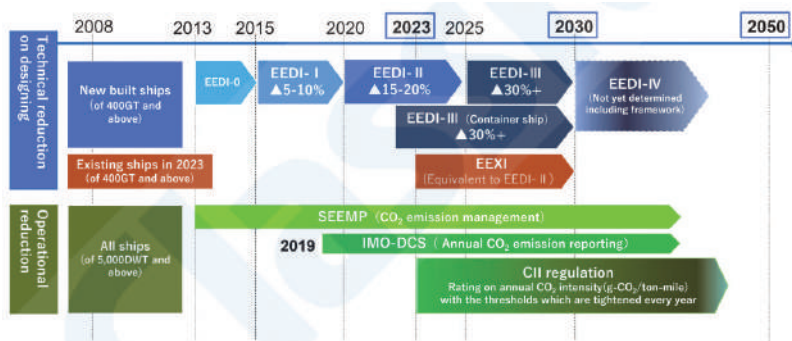 2008 2013 2015 2020 2023 2025 2030 2050
Technical reduction
on designing
New built ships
(of 400GT and
above)
EEDI-0
EEDI-Ⅰ
▲5-10%
EEDI-Ⅱ
▲15-20%
EEDI-Ⅲ
▲30%+
EEDI-Ⅳ
(Not yet determined
including framework)
EEDI-Ⅲ (Container ship)
▲30%+
Existing ships in 2023
(of 400GT and above)
EEXI
(Equivalent to EEDI-Ⅱ)
Operational
reduction
All ships
(of 5,000DWT and
above)
SEEMP (CO₂ emission management)
2019
IMO-DCS (Annual CO₂ emission reporting)
CII regulation
Rating on annual CO₂ intensity(g-CO₂/ton-mile)
with the thresholds which are tightened every year